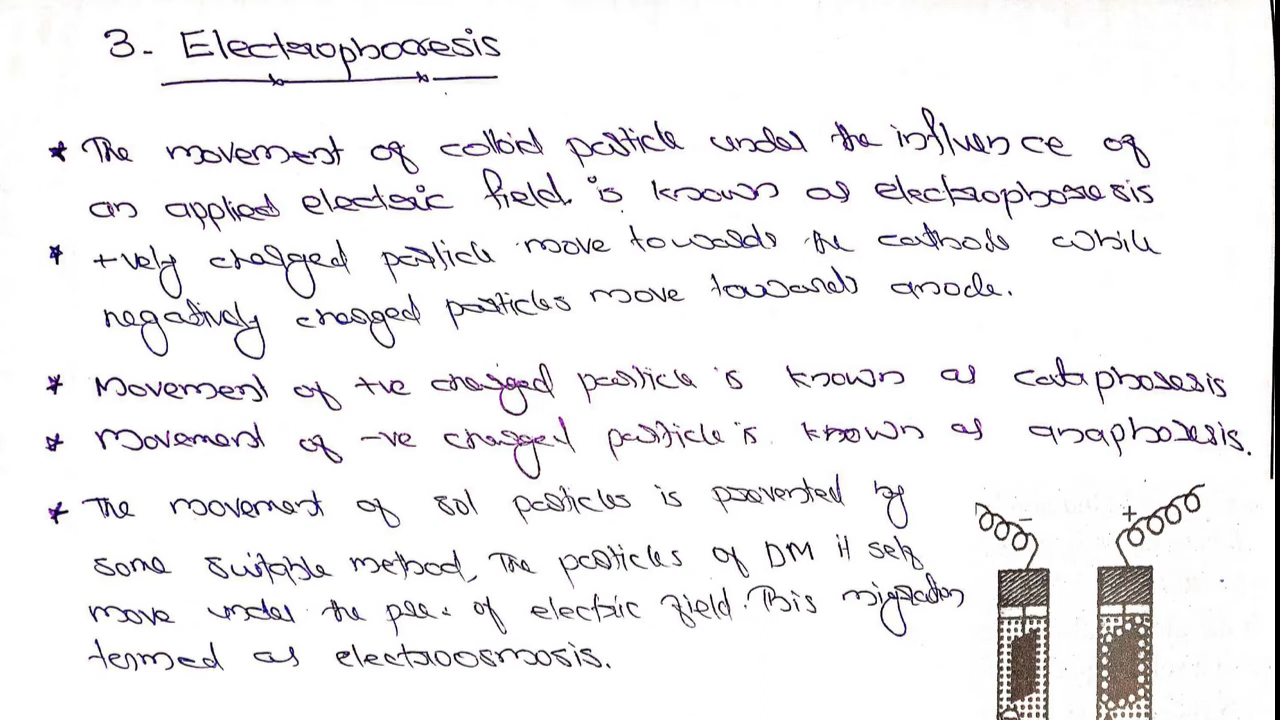 3. Electrophoresis
* The movement of colloid particle under the influence of
an applied electric field is known as electrophoresis
* +vely charged particle move towards the cathode while
negatively charged particles move towards anode.
* Movement of +ve charged particle is known as cataphoresis
* Movement of -ve charged particle is known as anaphoresis.
* The movement of sol particles is prevented by
some suitable method, The particles of DM it self
move under the of electric field. This migration
termed as electroosmosis.
- +